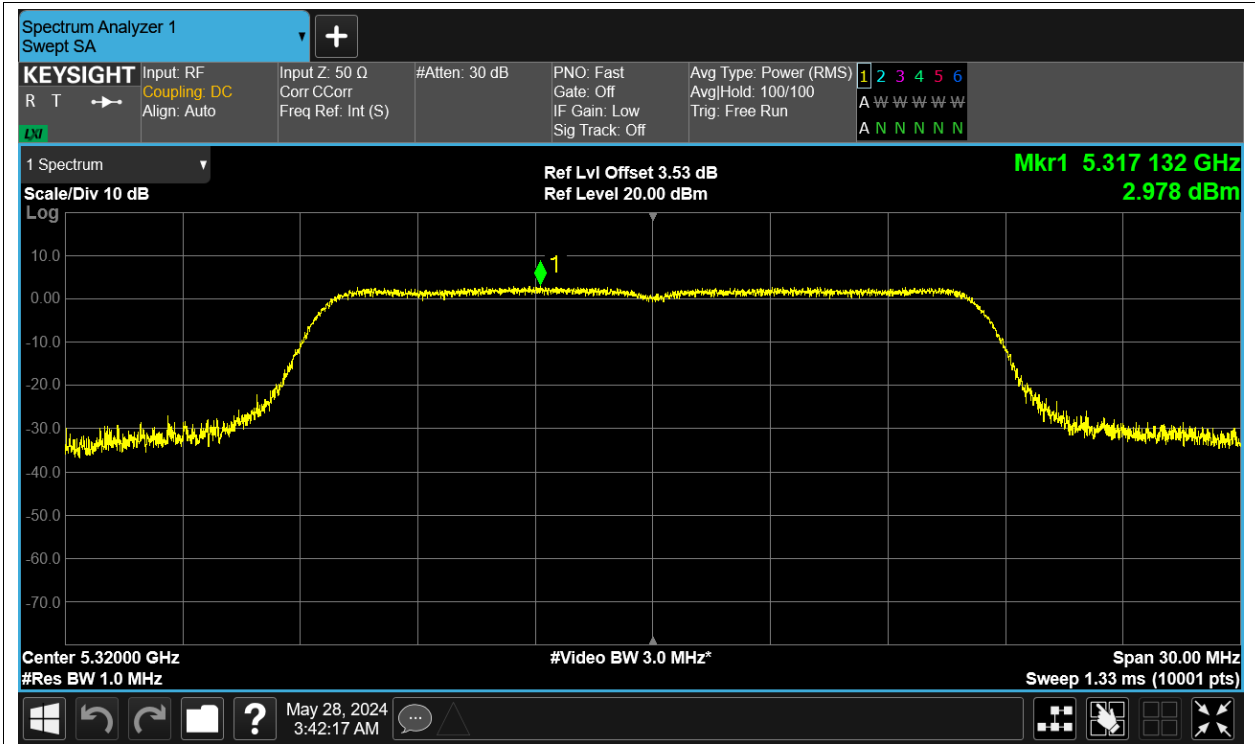 Spectrum Analyzer 1
Swept SA
KEYSIGHT
R T
LXI
Input: RF
Coupling: DC
Align: Auto
Input Z: 50 Ω
Corr CCorr
Freq Ref: Int (S)
#Atten: 30 dB
PNO: Fast
Gate: Off
IF Gain: Low
Sig Track: Off
Avg Type: Power (RMS)
Avg|Hold: 100/100
Trig: Free Run
1 2 3 4 5 6
A W W W W W
A N N N N N
1 Spectrum
Scale/Div 10 dB
Log
Ref Lvl Offset 3.53 dB
Ref Level 20.00 dBm
Mkr1 5.317 132 GHz
2.978 dBm
1
10.0
0.00
-10.0
-20.0
-30.0
-40.0
-50.0
-60.0
-70.0
Center 5.32000 GHz
#Res BW 1.0 MHz
#Video BW 3.0 MHz*
Span 30.00 MHz
Sweep 1.33 ms (10001 pts)
?
May 28, 2024
3:42:17 AM